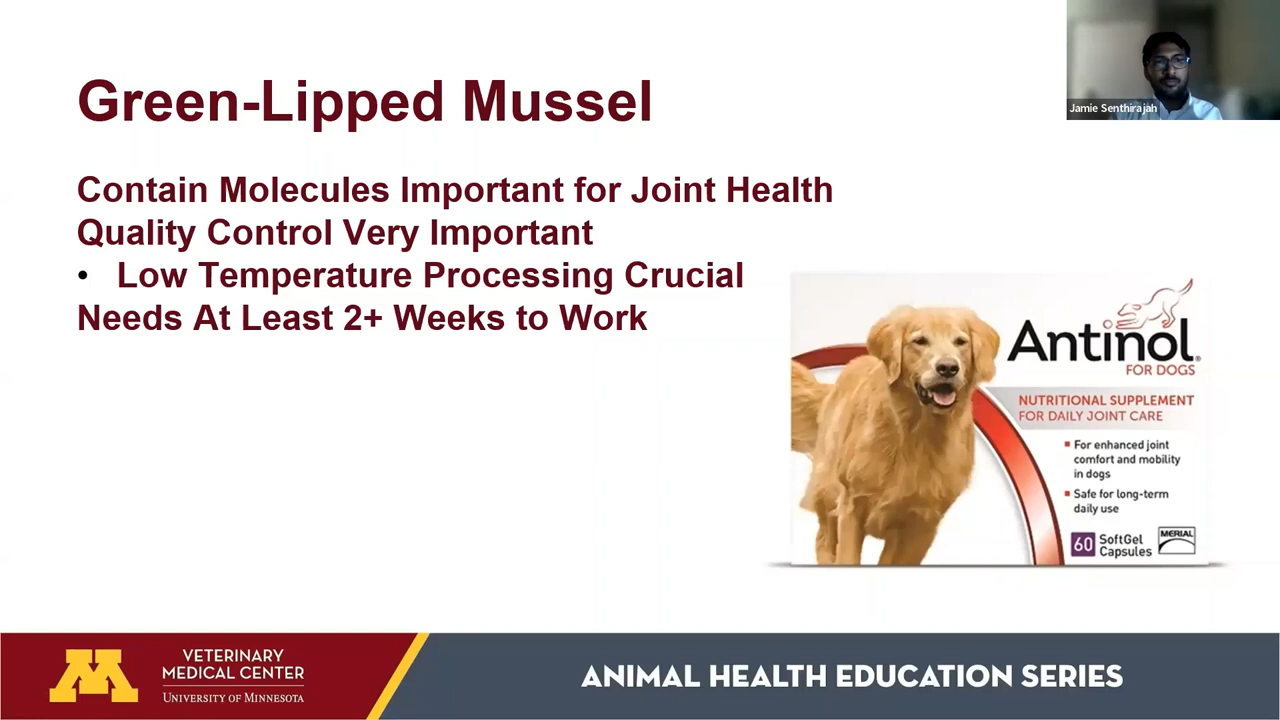 Green-Lipped Mussel
Jamie Senthirajah
Contain Molecules Important for Joint Health
Quality Control Very Important
• Low Temperature Processing Crucial
Needs At Least 2+ Weeks to Work
Antinol®
FOR DOGS
NUTRITIONAL SUPPLEMENT
FOR DAILY JOINT CARE
For enhanced joint
comfort and mobility
in dogs
Safe for long-term
daily use
60 SoftGel
Capsules
MERIAL
M
VETERINARY
MEDICAL CENTER
UNIVERSITY OF MINNESOTA
ANIMAL HEALTH EDUCATION SERIES